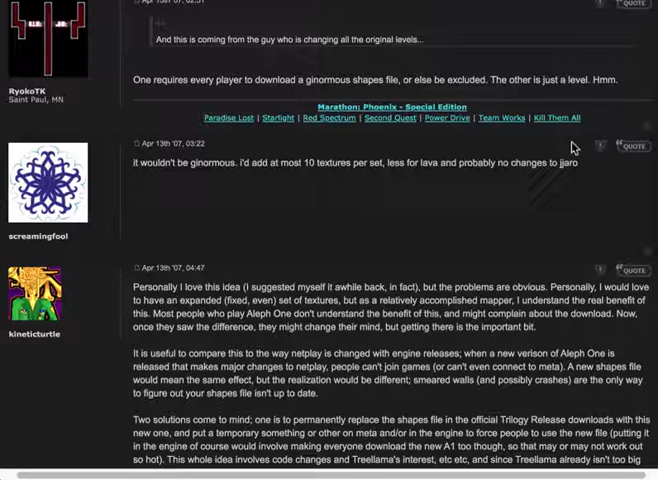 Apr 13th '07, 02:51
QUOTE
And this is coming from the guy who is changing all the original levels...
RyokoTK
Saint Paul, MN
One requires every player to download a ginormous shapes file, or else be excluded. The other is just a level. Hmm.
Marathon: Phoenix - Special Edition
Paradise Lost | Starlight | Red Spectrum | Second Quest | Power Drive | Team Works | Kill Them All
Apr 13th '07, 03:22
QUOTE
it wouldn't be ginormous. i'd add at most 10 textures per set, less for lava and probably no changes to jjaro
screamingfool
Apr 13th '07, 04:47
QUOTE
kineticturtle
Personally I love this idea (I suggested myself it awhile back, in fact), but the problems are obvious. Personally, I would love
to have an expanded (fixed, even) set of textures, but as a relatively accomplished mapper, I understand the real benefit of
this. Most people who play Aleph One don't understand the benefit of this, and might complain about the download. Now,
once they saw the difference, they might change their mind, but getting there is the important bit.
It is useful to compare this to the way netplay is changed with engine releases; when a new verison of Aleph One is
released that makes major changes to netplay, people can't join games (or can't even connect to meta). A new shapes file
would mean the same effect, but the realization would be different; smeared walls (and possibly crashes) are the only way
to figure out your shapes file isn't up to date.
Two solutions come to mind; one is to permanently replace the shapes file in the official Trilogy Release downloads with this
new one, and put a temporary something or other on meta and/or in the engine to force people to use the new file (putting it
in the engine of course would involve making everyone download the new A1 too though, so that may or may not work out
so hot). This whole idea involves code changes and Treellama's interest, etc etc, and since Treellama already isn't too big